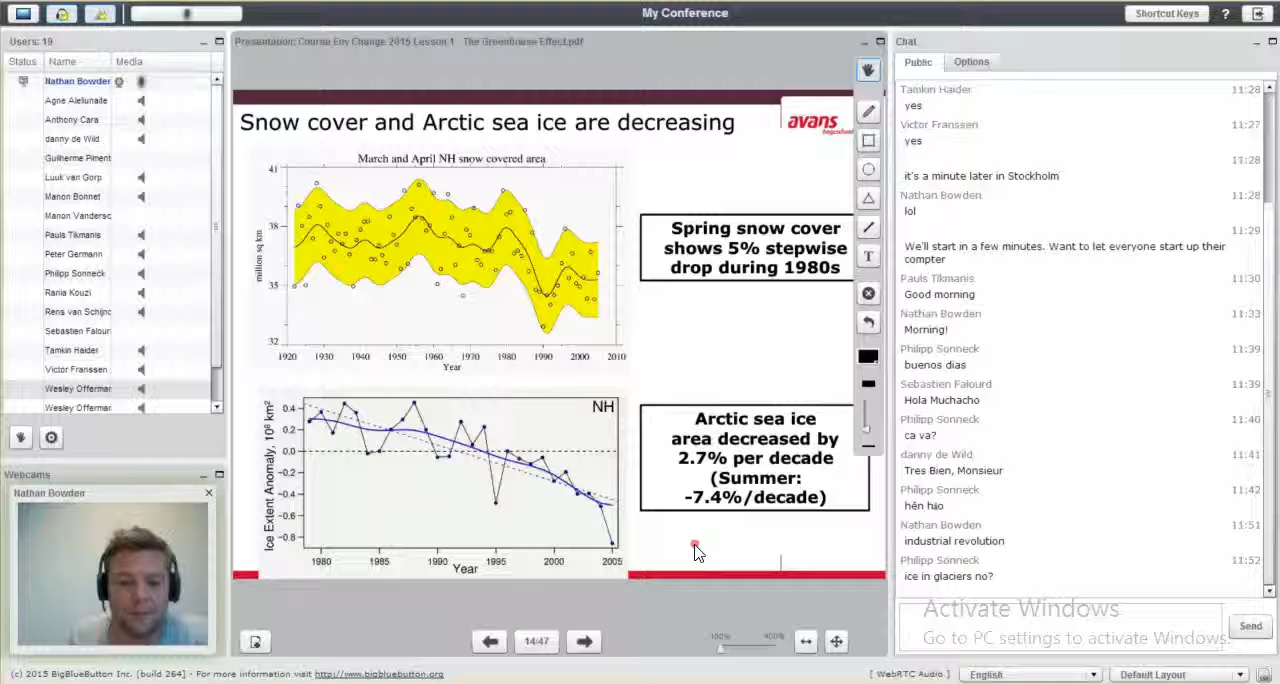 My Conference
Shortcut Keys
?
Users: 19
Status Name Media
Nathan Bowden
Agne Aleliunaite
Anthony Cara
danny de Wild
Guilherme Piment
Luuk van Gorp
Manon Bonnet
Manon Vandersc
Pauls Tikmanis
Peter Germann
Philipp Sonneck
Rania Kouzi
Rens van Schijnd
Sebastien Falour
Tamkin Haider
Victor Franssen
Wesley Offermar
Wesley Offermar
Webcams
Nathan Bowden
Presentation: Course Env Change 2015 Lesson 1 The Greenhouse Effect.pdf
Snow cover and Arctic sea ice are decreasing
avans
hogeschool
March and April NH snow covered area
41
38
35
32
million sq km
1920 1930 1940 1950 1960 1970 1980 1990 2000 2010
Year
Spring snow cover
shows 5% stepwise
drop during 1980s
NH
0.4
0.2
0.0
−0.2
−0.4
−0.6
−0.8
Ice Extent Anomaly, 10⁶ km²
1980 1985 1990 1995 2000 2005
Year
Arctic sea ice
area decreased by
2.7% per decade
(Summer:
-7.4%/decade)
T
14/47
100% 400%
Chat
Public Options
Tamkin Haider 11:28
yes
Victor Franssen 11:27
yes
11:28
it's a minute later in Stockholm
Nathan Bowden 11:28
lol
11:29
We'll start in a few minutes. Want to let everyone start up their
compter
Pauls Tikmanis 11:30
Good morning
Nathan Bowden 11:33
Morning!
Philipp Sonneck 11:39
buenos dias
Sebastien Falourd 11:39
Hola Muchacho
Philipp Sonneck 11:40
ca va?
danny de Wild 11:41
Tres Bien, Monsieur
Philipp Sonneck 11:42
hěn hǎo
Nathan Bowden 11:51
industrial revolution
Philipp Sonneck 11:52
ice in glaciers no?
Activate Windows
Go to PC settings to activate Windows.
Send
(c) 2015 BigBlueButton Inc. [build 264] - For more information visit http://www.bigbluebutton.org
[ WebRTC Audio ] English Default Layout